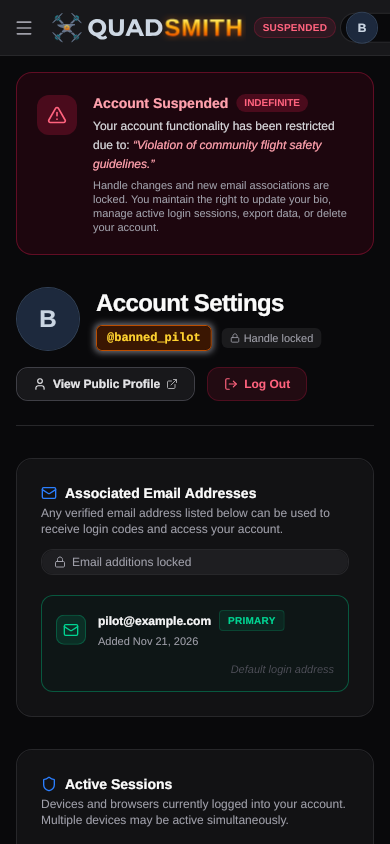 QUADSMITH SUSPENDED B
Account Suspended INDEFINITE
Your account functionality has been restricted
due to: "Violation of community flight safety
guidelines."
Handle changes and new email associations are
locked. You maintain the right to update your bio,
manage active login sessions, export data, or delete
your account.
B
Account Settings
@banned_pilot Handle locked
View Public Profile Log Out
Associated Email Addresses
Any verified email address listed below can be used to
receive login codes and access your account.
Email additions locked
pilot@example.com PRIMARY
Added Nov 21, 2026
Default login address
Active Sessions
Devices and browsers currently logged into your account.
Multiple devices may be active simultaneously.